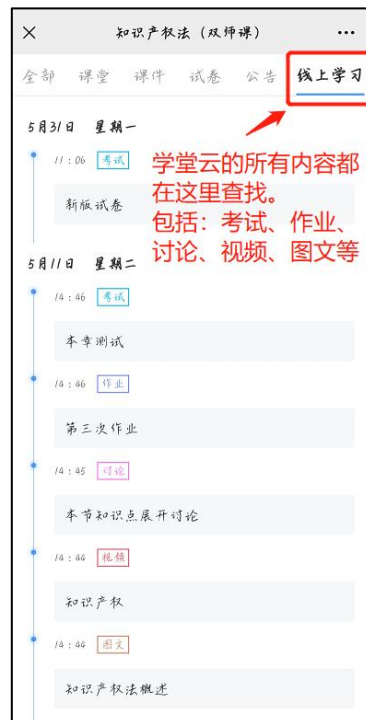 知识产权法（双师课）
全部 课堂 课件 试卷 公告 线上学习
5月31日 星期一
11:06 考试
学堂云的所有内容都
在这里查找。
包括：考试、作业、
讨论、视频、图文等
新版试卷
5月11日 星期二
14:46 考试
本章测试
14:46 作业
第三次作业
14:45 讨论
本节知识点展开讨论
14:44 视频
知识产权
14:44 图文
知识产权法概述